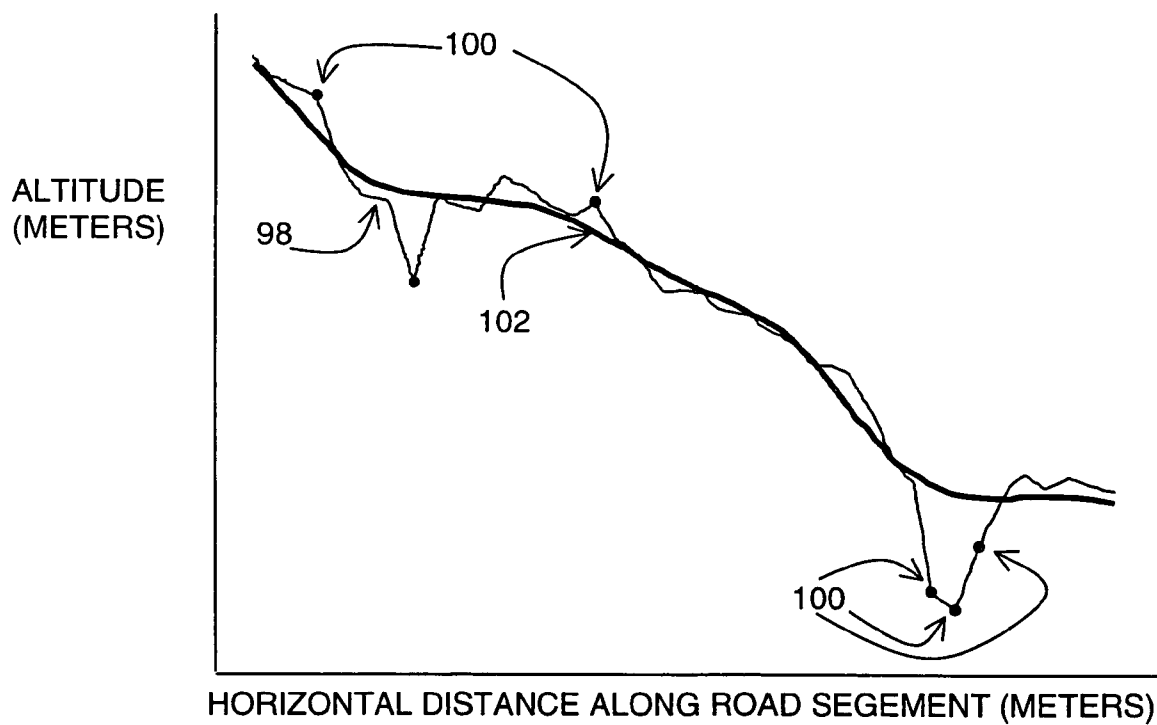 100
ALTITUDE
(METERS)
98
102
100
HORIZONTAL DISTANCE ALONG ROAD SEGEMENT (METERS)